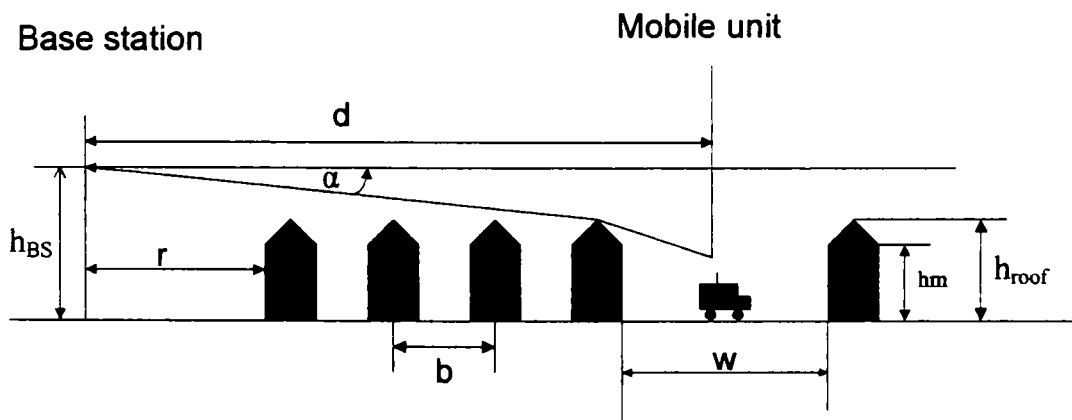 Base station
Mobile unit
d
α
h_BS
r
hm
h_roof
b
w